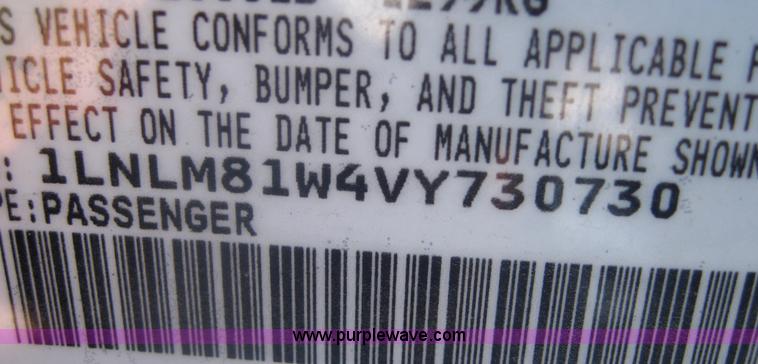 S VEHICLE CONFORMS TO ALL APPLICABLE F
HICLE SAFETY, BUMPER, AND THEFT PREVENT
EFFECT ON THE DATE OF MANUFACTURE SHOWN
: 1LNLM81W4VY730730
PE:PASSENGER
www.purplewave.com